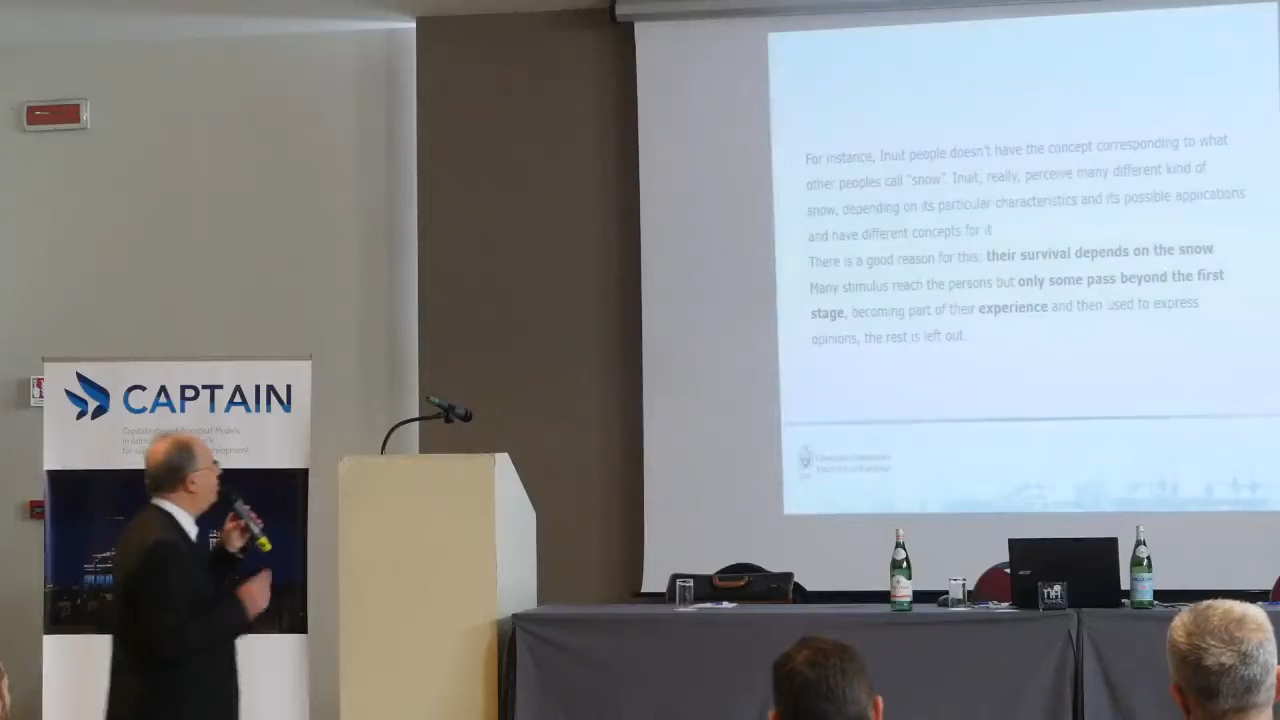 For instance, Inuit people doesn't have the concept corresponding to what
other peoples call "snow". Inuit, really, perceive many different kind of
snow, depending on its particular characteristics and its possible applications
and have different concepts for it
There is a good reason for this: their survival depends on the snow
Many stimulus reach the persons but only some pass beyond the first
stage, becoming part of their experience and then used to express
opinions, the rest is left out.
CAPTAIN
Transport Models
acer